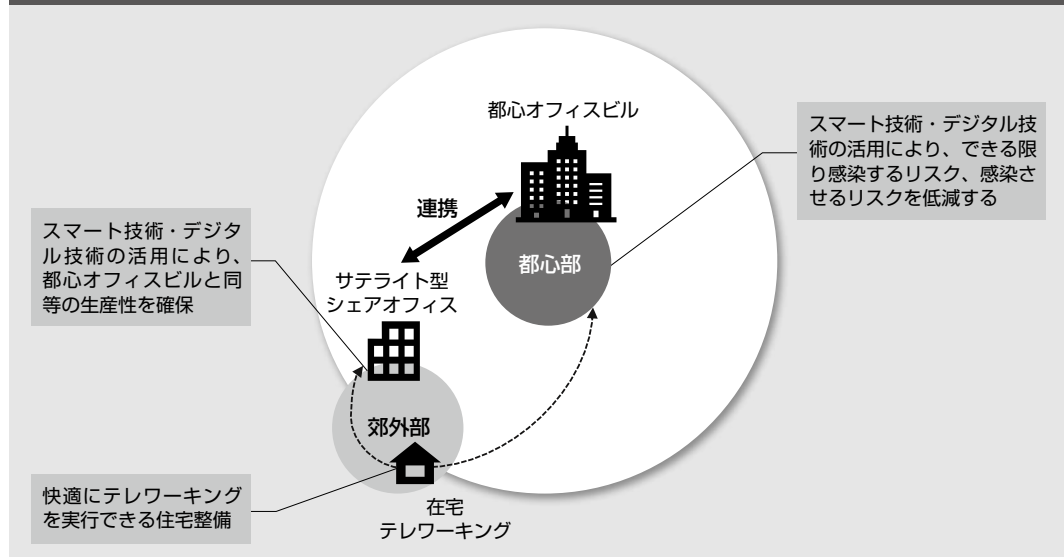 都心オフィスビル
スマート技術・デジタル技
術の活用により、できる限
り感染するリスク、感染さ
せるリスクを低減する
連携
スマート技術・デジタ
ル技術の活用により、
都心オフィスビルと同
等の生産性を確保
都心部
サテライト型
シェアオフィス
郊外部
快適にテレワーキング
を実行できる住宅整備
在宅
テレワーキング